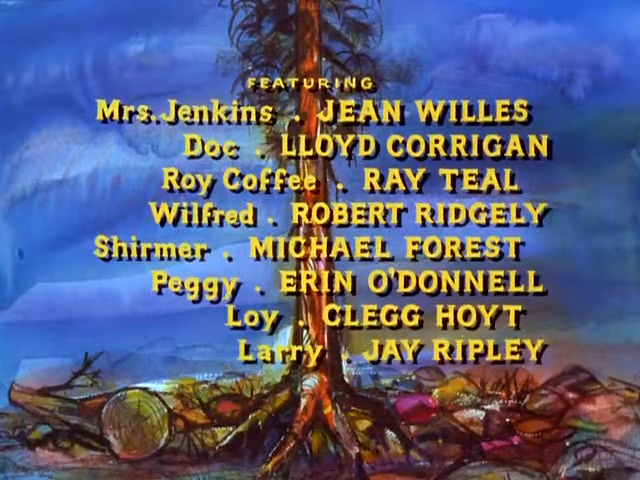 FEATURING
Mrs. Jenkins . JEAN WILLES
Doc . LLOYD CORRIGAN
Roy Coffee . RAY TEAL
Wilfred . ROBERT RIDGELY
Shirmer . MICHAEL FOREST
Peggy . ERIN O'DONNELL
Loy . CLEGG HOYT
Larry . JAY RIPLEY